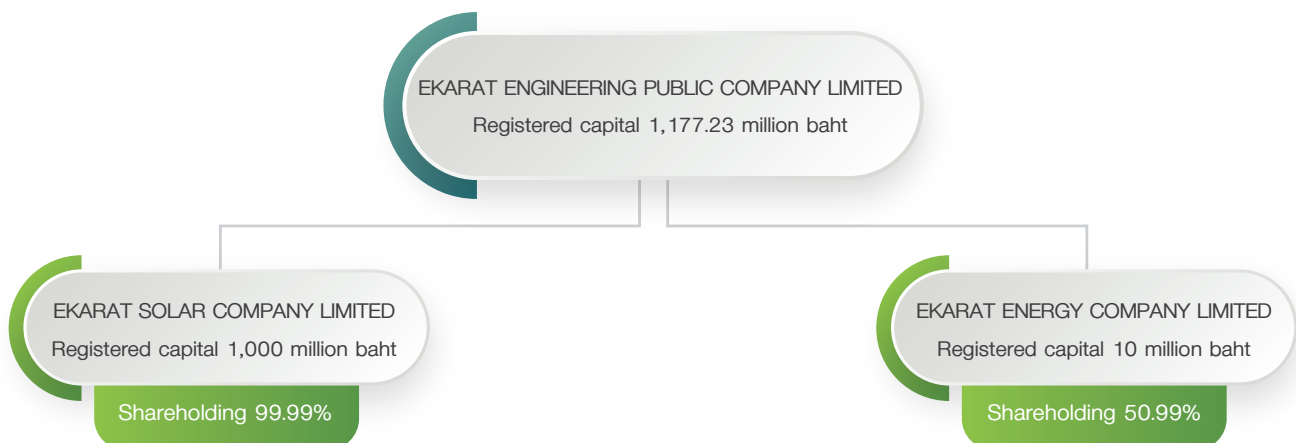 EKARAT ENGINEERING PUBLIC COMPANY LIMITED
Registered capital 1,177.23 million baht
EKARAT SOLAR COMPANY LIMITED
Registered capital 1,000 million baht
Shareholding 99.99%
EKARAT ENERGY COMPANY LIMITED
Registered capital 10 million baht
Shareholding 50.99%